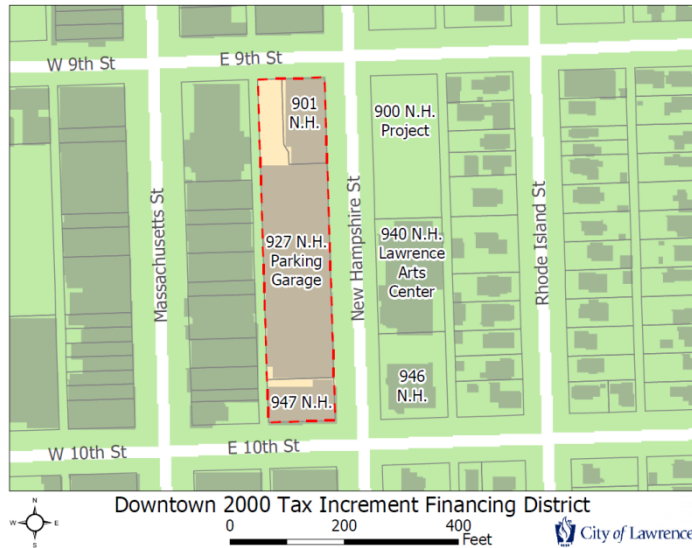 W 9th St
E 9th St
901
N.H.
900 N.H.
Project
Massachusetts St
927 N.H.
Parking
Garage
New Hampshire St
940 N.H.
Lawrence
Arts
Center
Rhode Island St
946
N.H.
947 N.H.
W 10th St
E 10th St
Downtown 2000 Tax Increment Financing District
N
W
E
S
0
200
400
Feet
City of Lawrence